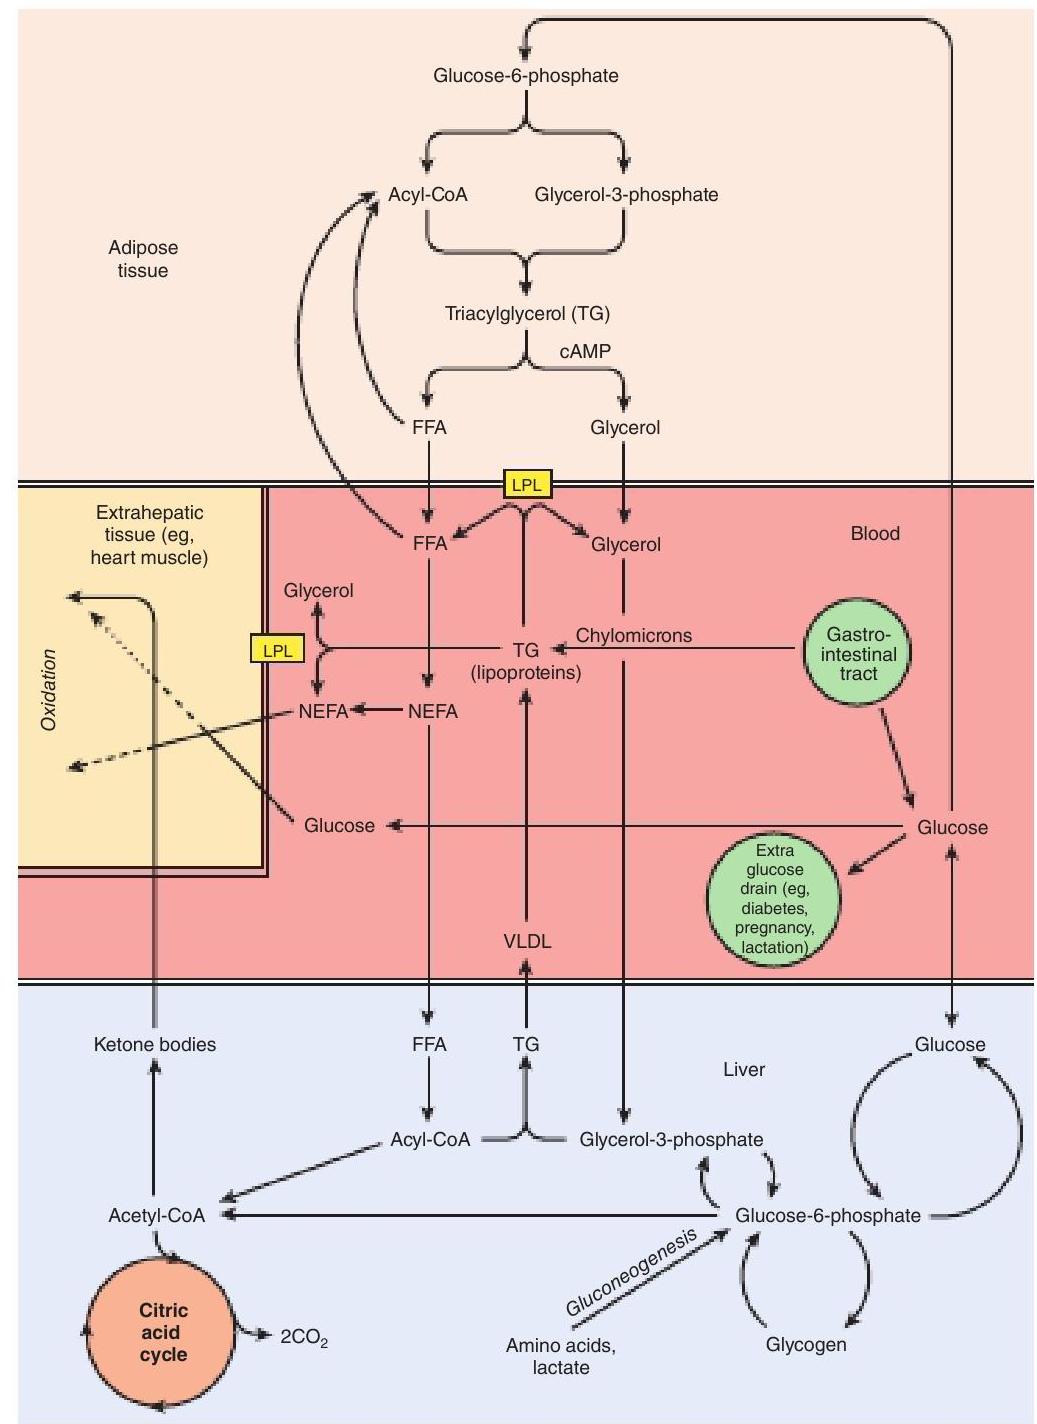 Glucose-6-phosphate
Acyl-CoA
Glycerol-3-phosphate
Adipose
tissue
Triacylglycerol (TG)
cAMP
FFA
Glycerol
LPL
Extrahepatic
tissue (eg,
heart muscle)
Blood
FFA
Glycerol
Glycerol
LPL
Oxidation
Chylomicrons
TG
(lipoproteins)
Gastro-
intestinal
tract
NEFA
NEFA
Glucose
Glucose
Extra
glucose
drain (eg,
diabetes,
pregnancy,
lactation)
VLDL
Ketone bodies
FFA
TG
Liver
Glucose
Acyl-CoA
Glycerol-3-phosphate
Acetyl-CoA
Glucose-6-phosphate
Gluconeogenesis
Citric
acid
cycle
2CO₂
Amino acids,
lactate
Glycogen